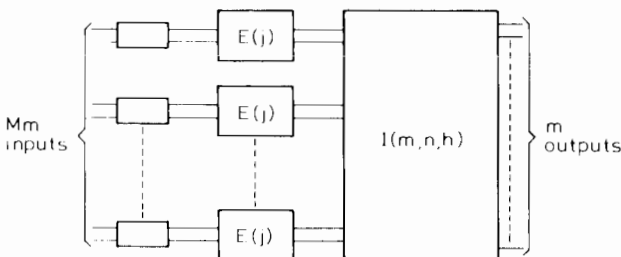 E(j)
E(j)
Mm
inputs
I(m,n,h)
m
outputs
E(j)